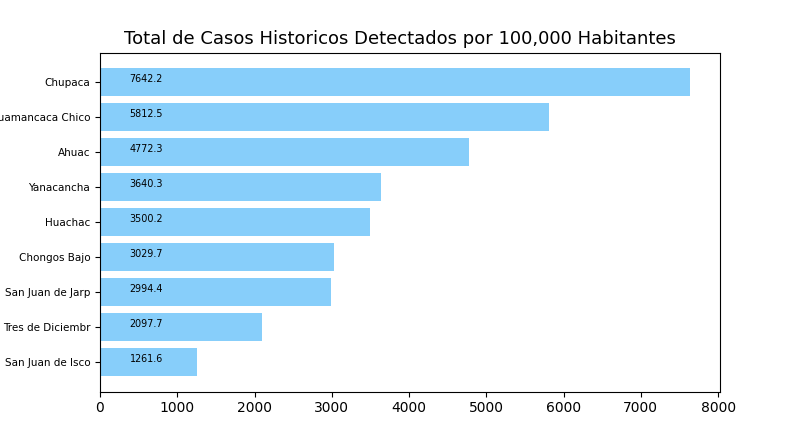 Total de Casos Historicos Detectados por 100,000 Habitantes
Chupaca 7642.2
uamancaca Chico 5812.5
Ahuac 4772.3
Yanacancha 3640.3
Huachac 3500.2
Chongos Bajo 3029.7
San Juan de Jarp 2994.4
Tres de Diciembr 2097.7
San Juan de Isco 1261.6
0 1000 2000 3000 4000 5000 6000 7000 8000